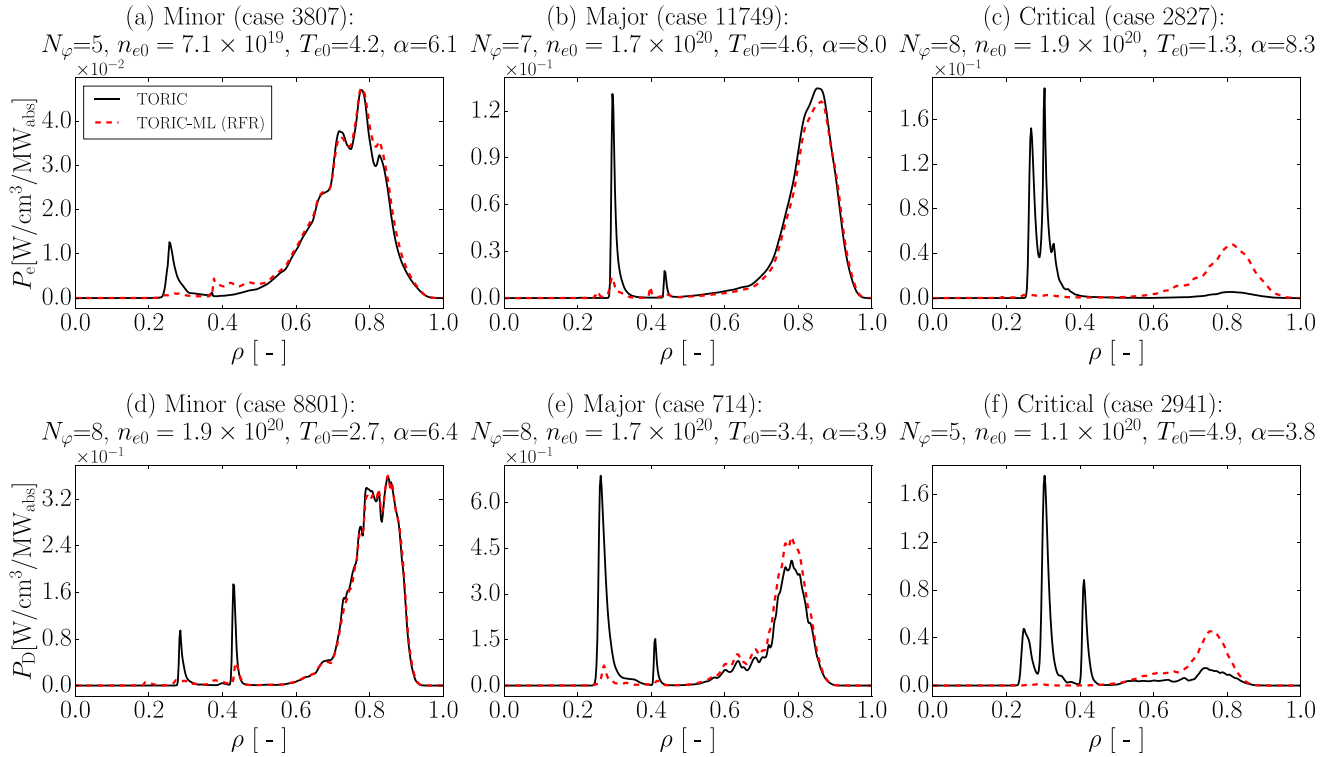 (a) Minor (case 3807):
N_φ=5, n_e0 = 7.1 × 10^19, T_e0=4.2, α=6.1
×10^−2
4.0
3.0
2.0
1.0
0.0
P_e[W/cm^3/MW_abs]
TORIC
TORIC-ML (RFR)
0.0 0.2 0.4 0.6 0.8 1.0
ρ [ - ]
(b) Major (case 11749):
N_φ=7, n_e0 = 1.7 × 10^20, T_e0=4.6, α=8.0
×10^−1
1.2
0.9
0.6
0.3
0.0
0.0 0.2 0.4 0.6 0.8 1.0
ρ [ - ]
(c) Critical (case 2827):
N_φ=8, n_e0 = 1.9 × 10^20, T_e0=1.3, α=8.3
×10^−1
1.6
1.2
0.8
0.4
0.0
0.0 0.2 0.4 0.6 0.8 1.0
ρ [ - ]
(d) Minor (case 8801):
N_φ=8, n_e0 = 1.9 × 10^20, T_e0=2.7, α=6.4
×10^−1
3.2
2.4
1.6
0.8
0.0
P_D[W/cm^3/MW_abs]
0.0 0.2 0.4 0.6 0.8 1.0
ρ [ - ]
(e) Major (case 714):
N_φ=8, n_e0 = 1.7 × 10^20, T_e0=3.4, α=3.9
×10^−1
6.0
4.5
3.0
1.5
0.0
0.0 0.2 0.4 0.6 0.8 1.0
ρ [ - ]
(f) Critical (case 2941):
N_φ=5, n_e0 = 1.1 × 10^20, T_e0=4.9, α=3.8
1.6
1.2
0.8
0.4
0.0
0.0 0.2 0.4 0.6 0.8 1.0
ρ [ - ]